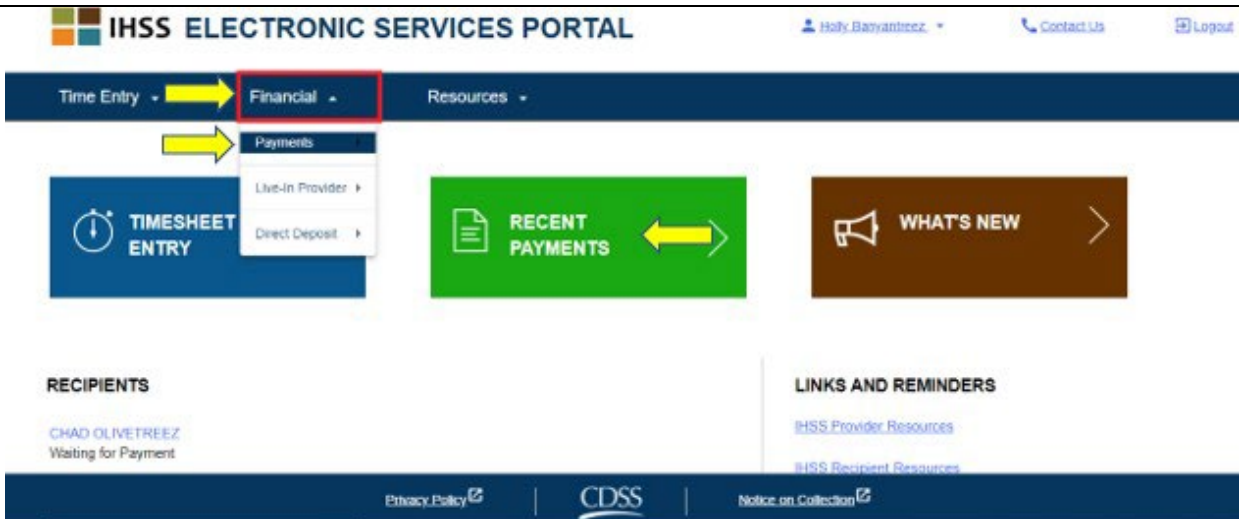 IHSS ELECTRONIC SERVICES PORTAL
Holly Banyantreez
Contact Us
Logout
Time Entry
Financial
Resources
Payments
Live-In Provider
Direct Deposit
TIMESHEET
ENTRY
RECENT
PAYMENTS
WHAT'S NEW
RECIPIENTS
CHAD OLIVETREEZ
Waiting for Payment
LINKS AND REMINDERS
IHSS Provider Resources
IHSS Recipient Resources
Privacy Policy
CDSS
Notice on Collection